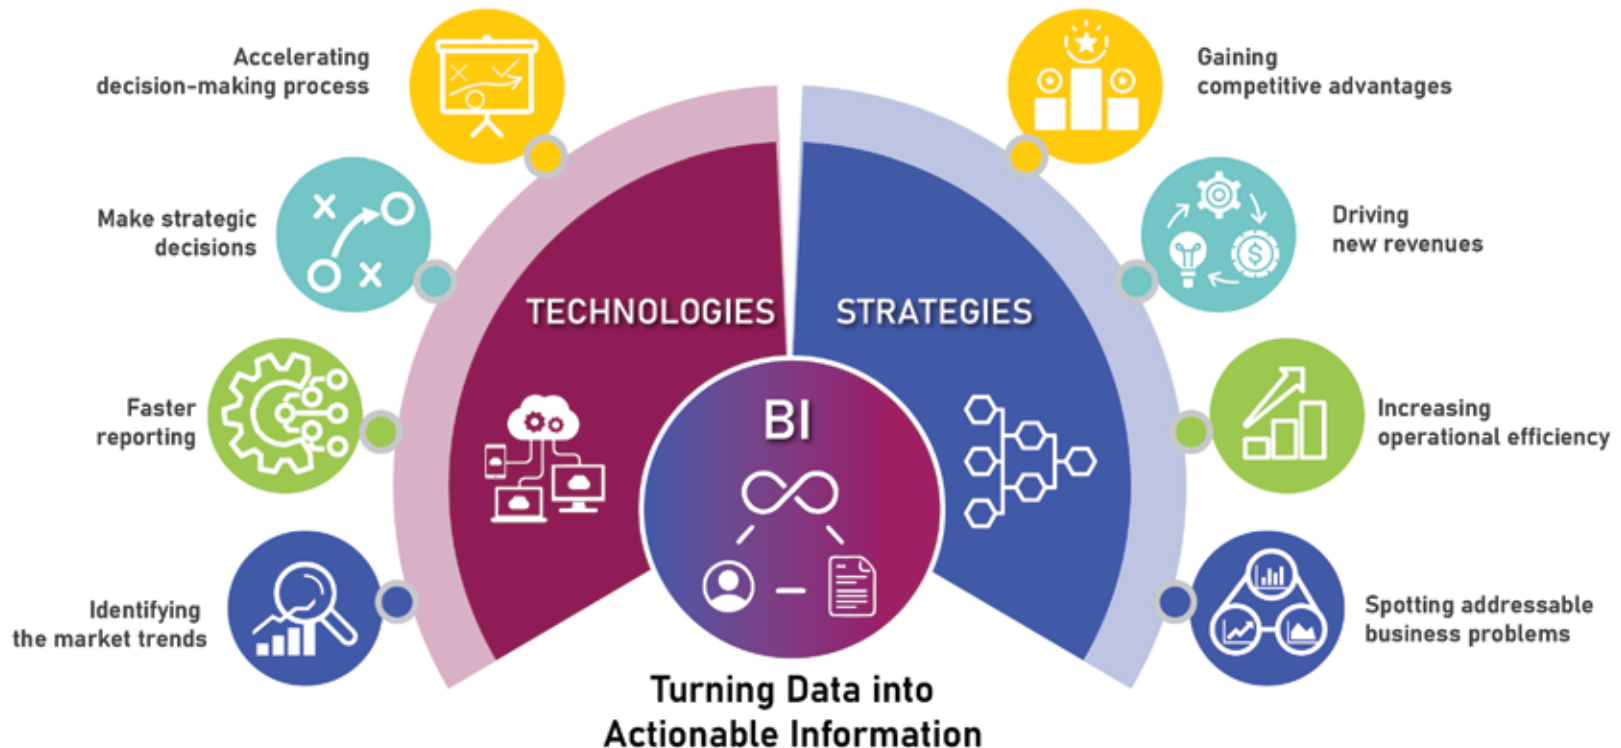 Accelerating
decision-making process
Make strategic
decisions
Faster
reporting
Identifying
the market trends
TECHNOLOGIES
STRATEGIES
BI
Turning Data into
Actionable Information
Gaining
competitive advantages
Driving
new revenues
Increasing
operational efficiency
Spotting addressable
business problems